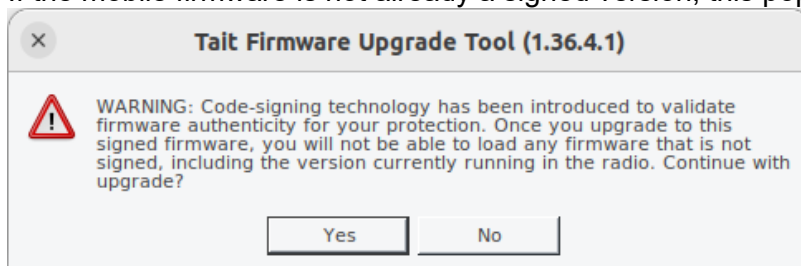 Tait Firmware Upgrade Tool (1.36.4.1)
WARNING: Code-signing technology has been introduced to validate
firmware authenticity for your protection. Once you upgrade to this
signed firmware, you will not be able to load any firmware that is not
signed, including the version currently running in the radio. Continue with
upgrade?
Yes No